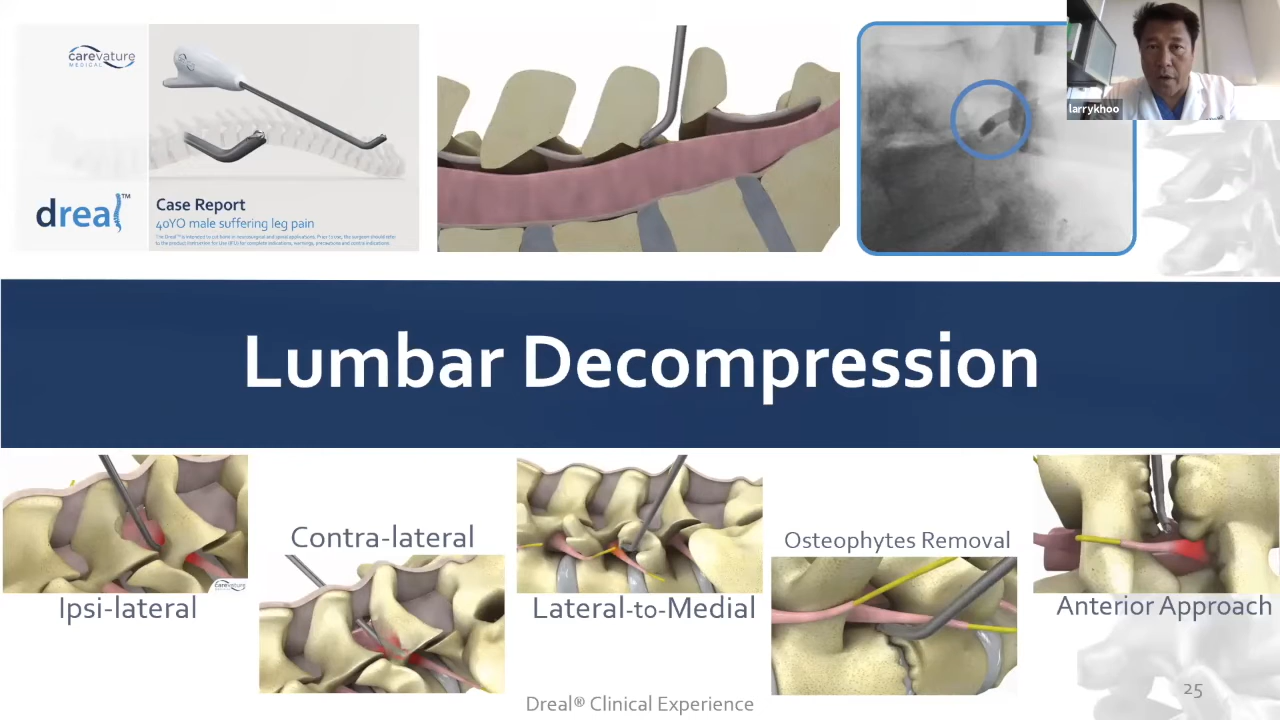 carevature
MEDICAL
dreal™
Case Report
40YO male suffering leg pain
larrykhoo
Lumbar Decompression
Contra-lateral
Osteophytes Removal
carevature
Ipsi-lateral
Lateral-to-Medial
Anterior Approach
Dreal® Clinical Experience
25